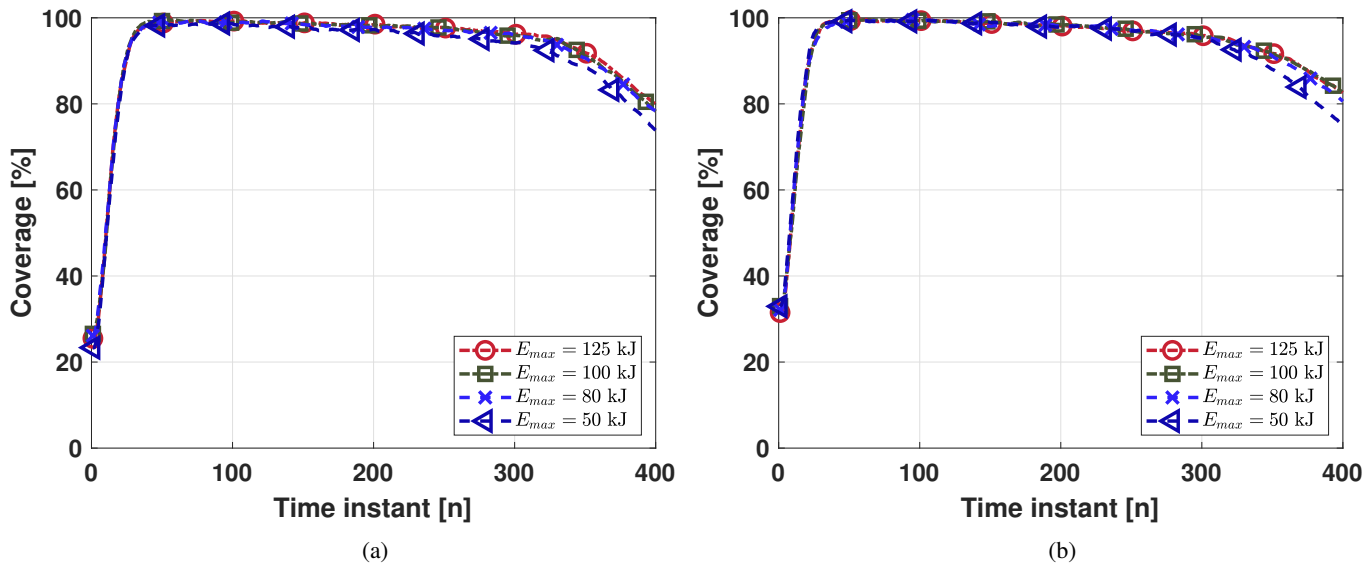 100
80
60
40
20
0
Coverage [%]
0 100 200 300 400
Time instant [n]
E_max = 125 kJ
E_max = 100 kJ
E_max = 80 kJ
E_max = 50 kJ
(a)
100
80
60
40
20
0
Coverage [%]
0 100 200 300 400
Time instant [n]
E_max = 125 kJ
E_max = 100 kJ
E_max = 80 kJ
E_max = 50 kJ
(b)